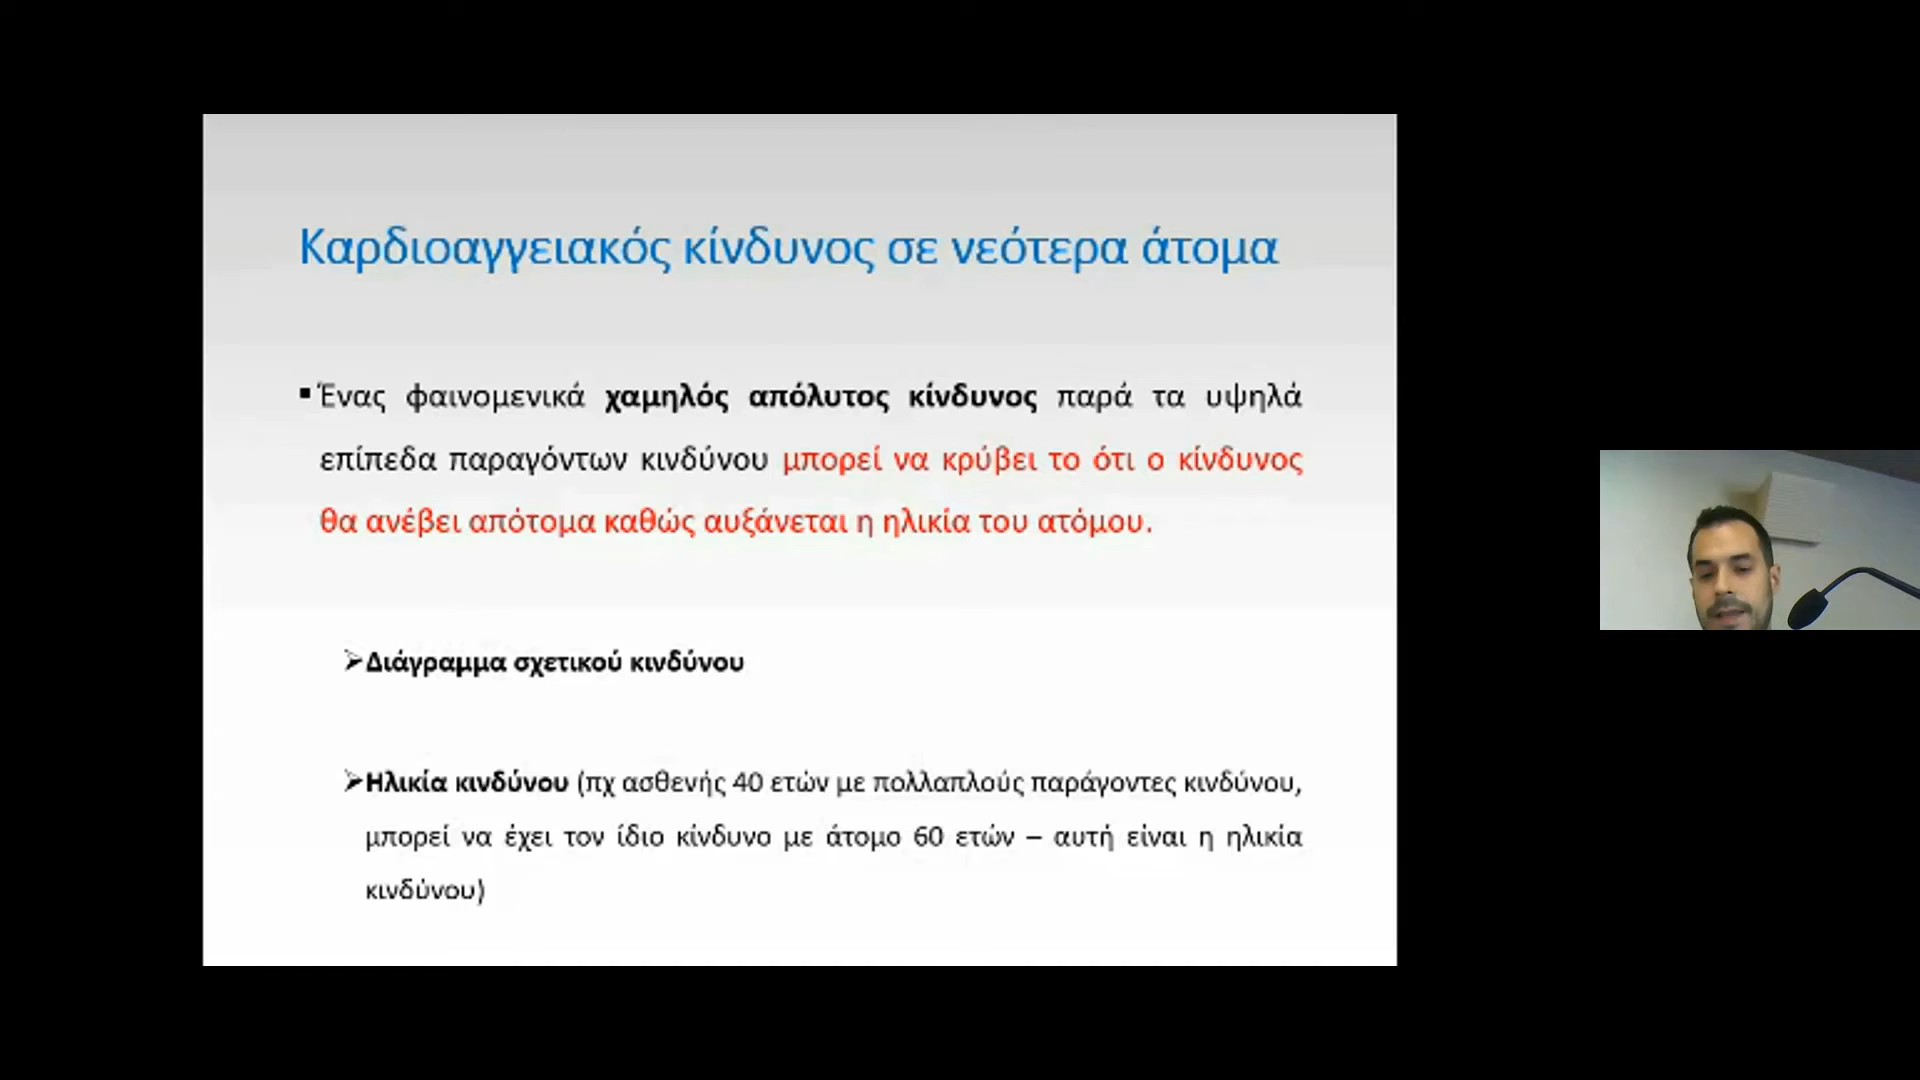 Καρδιοαγγειακός κίνδυνος σε νεότερα άτομα
▪ Ένας φαινομενικά χαμηλός απόλυτος κίνδυνος παρά τα υψηλά
επίπεδα παραγόντων κινδύνου μπορεί να κρύβει το ότι ο κίνδυνος
θα ανέβει απότομα καθώς αυξάνεται η ηλικία του ατόμου.
➢Διάγραμμα σχετικού κινδύνου
➢Ηλικία κινδύνου (πχ ασθενής 40 ετών με πολλαπλούς παράγοντες κινδύνου,
μπορεί να έχει τον ίδιο κίνδυνο με άτομο 60 ετών – αυτή είναι η ηλικία
κινδύνου)